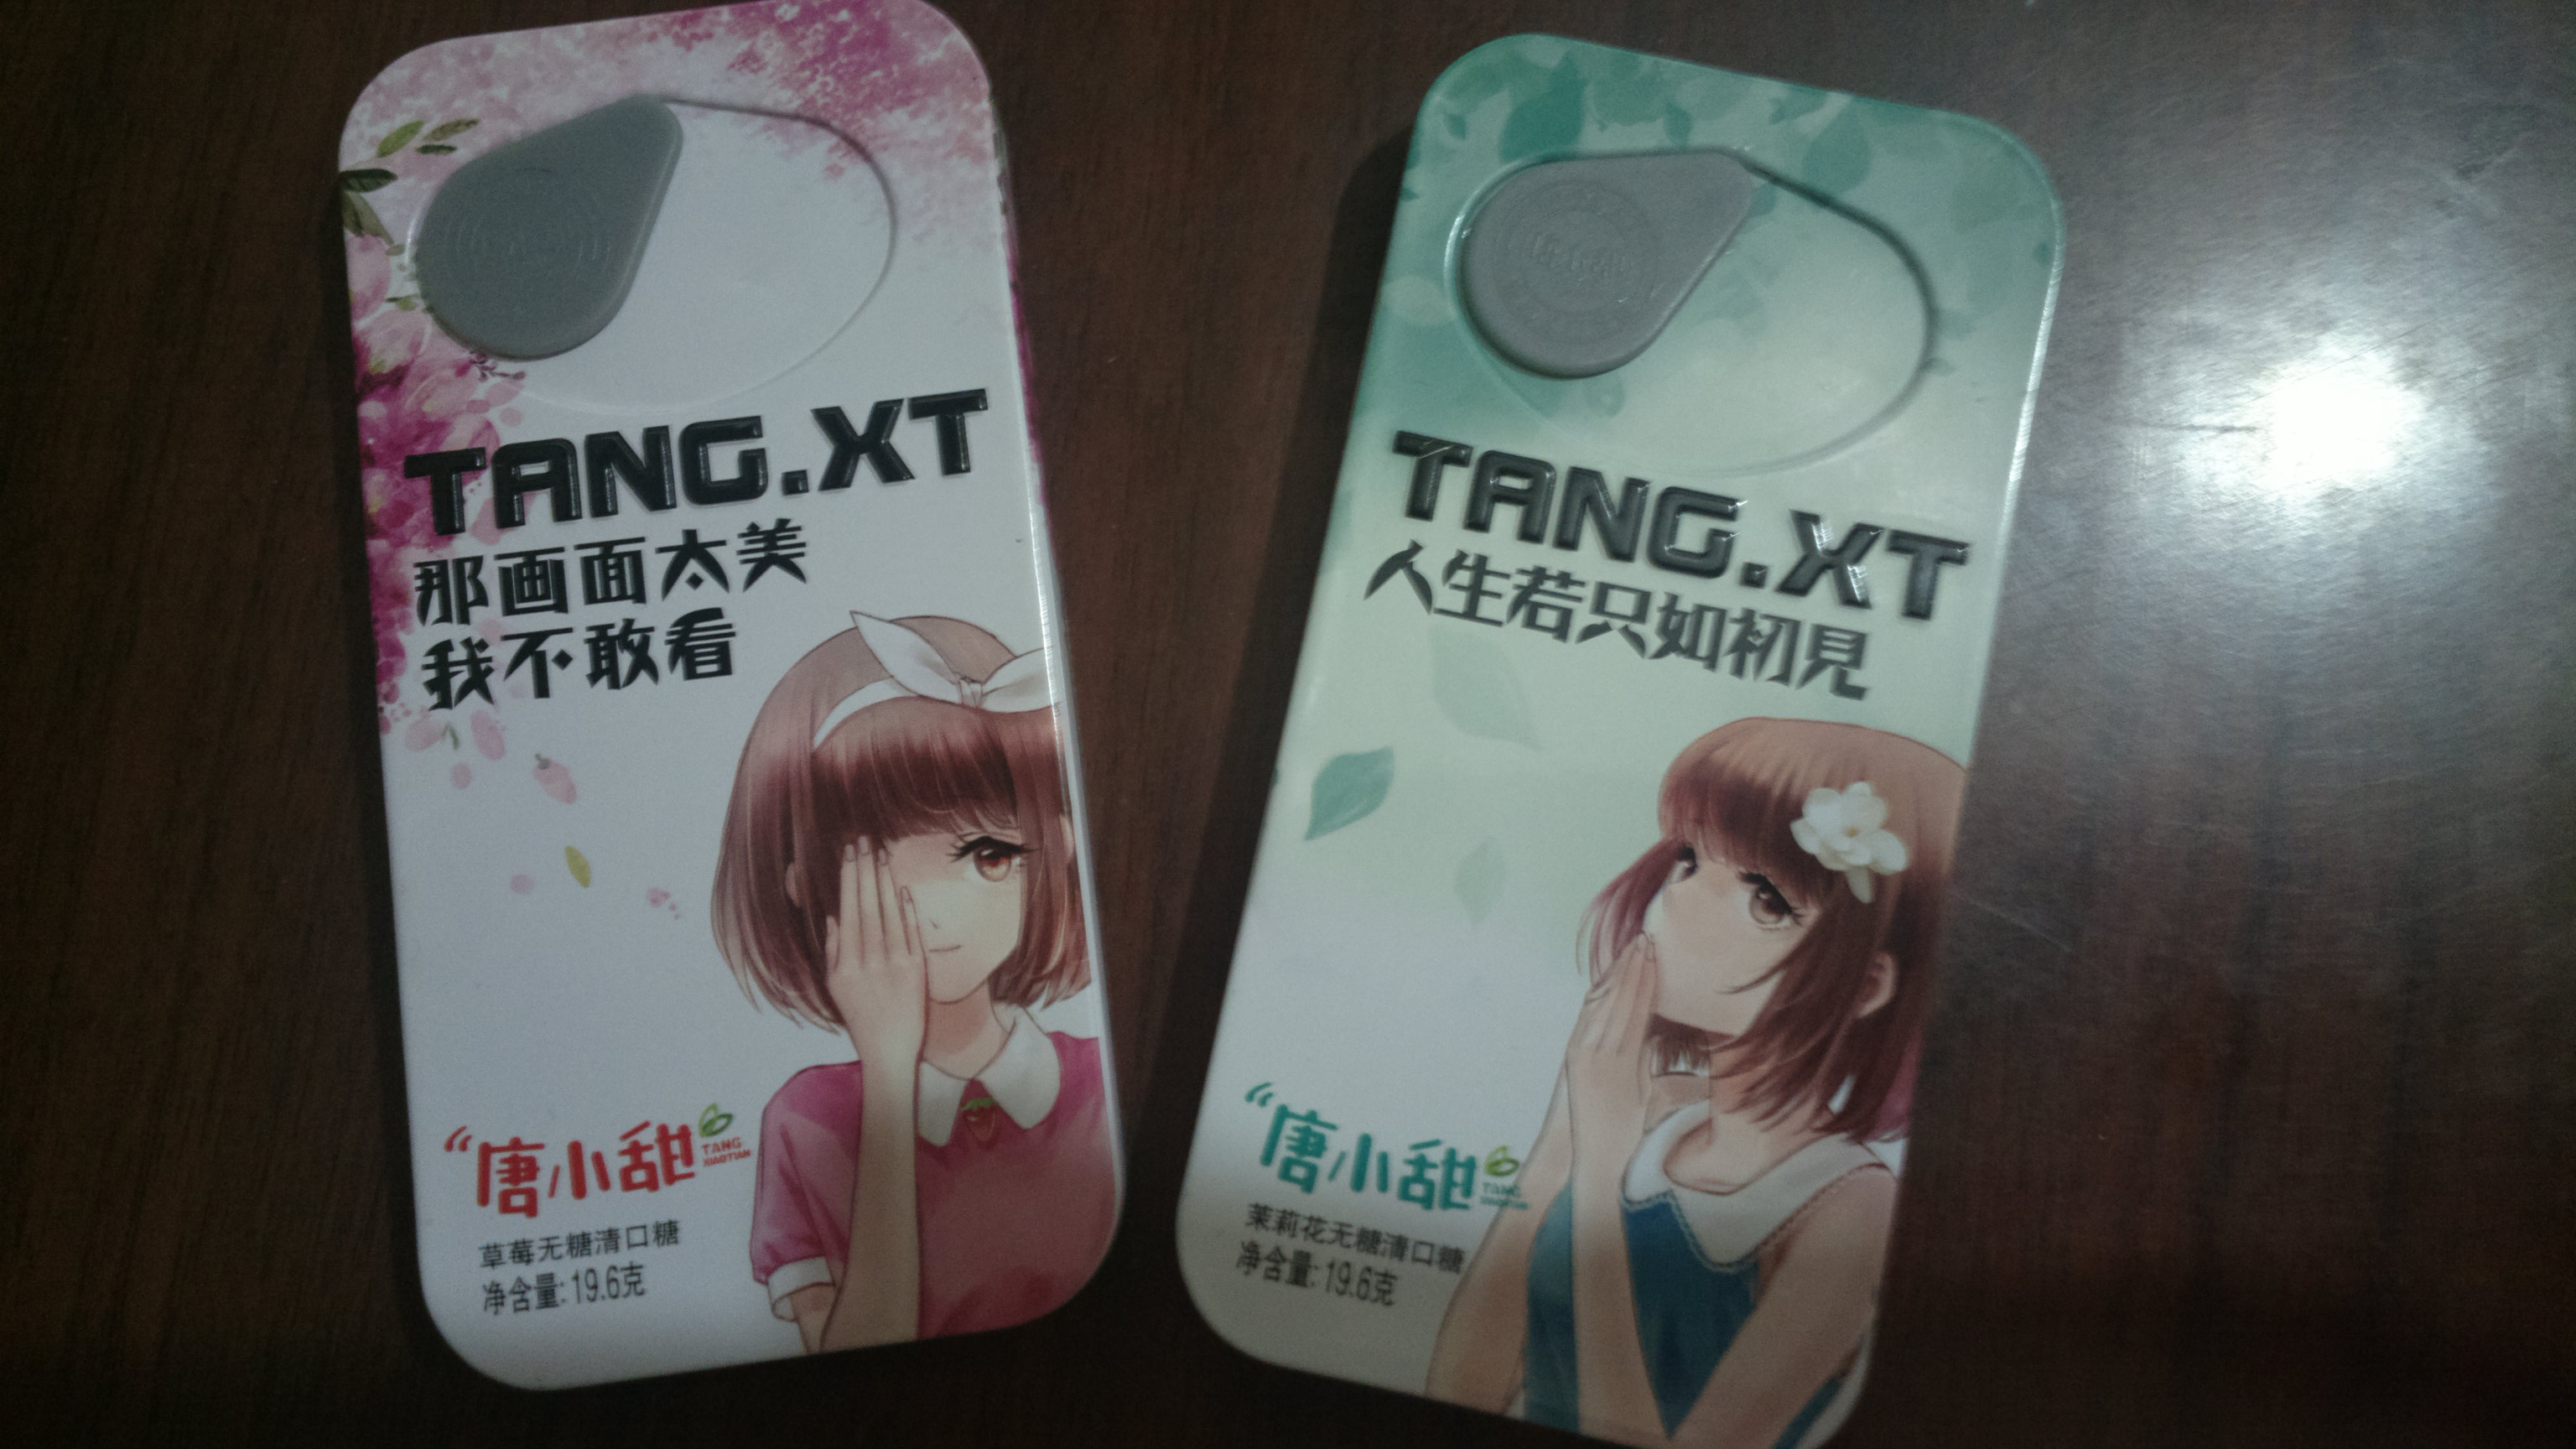 TANG.XT
那画面太美
我不敢看
“唐小甜
TANG
XIAOTIAN
草莓无糖清口糖
净含量: 19.6克
TANG.XT
人生若只如初見
“唐小甜
TANG
XIAOTIAN
茉莉花无糖清口糖
净含量: 19.6克